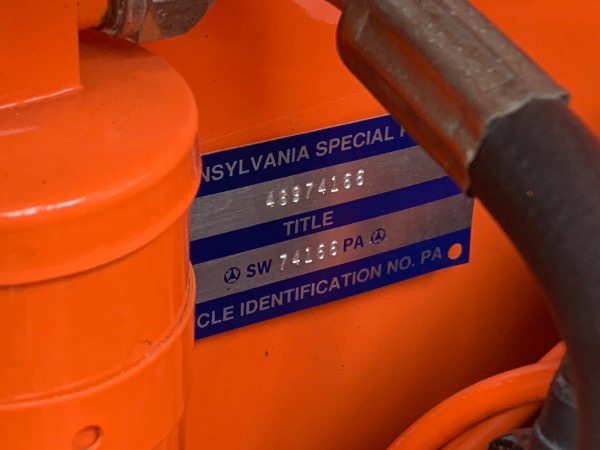 NSYLVANIA SPECIAL
48974166
TITLE
SW 74166 PA
CLE IDENTIFICATION NO. PA